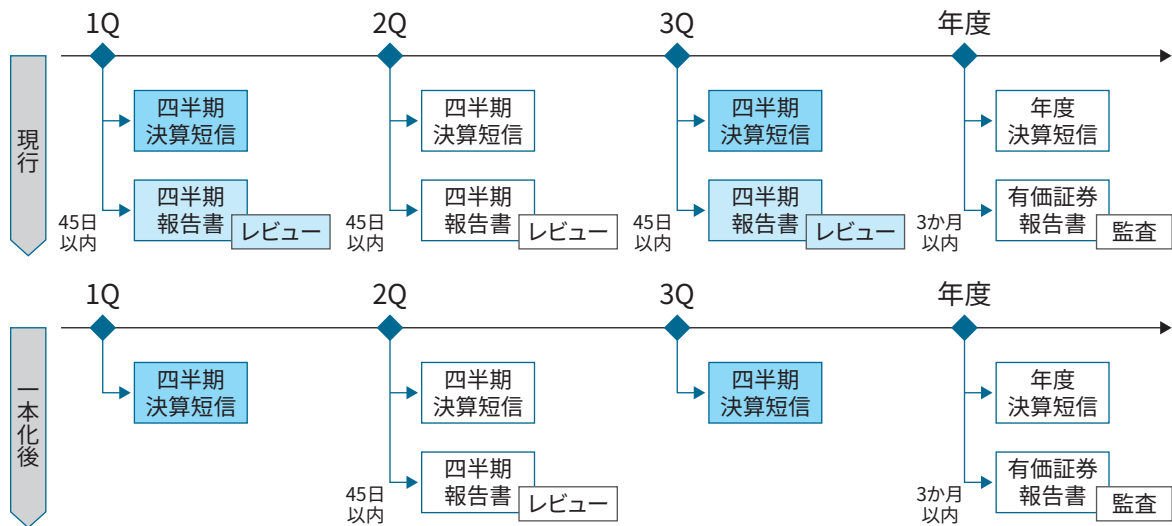 1Q
2Q
3Q
年度
現行
四半期
決算短信
四半期
決算短信
四半期
決算短信
年度
決算短信
45日
以内
四半期
報告書
レビュー
45日
以内
四半期
報告書
レビュー
45日
以内
四半期
報告書
レビュー
3か月
以内
有価証券
報告書
監査
1Q
2Q
3Q
年度
一本化後
四半期
決算短信
四半期
決算短信
四半期
決算短信
年度
決算短信
45日
以内
四半期
報告書
レビュー
3か月
以内
有価証券
報告書
監査